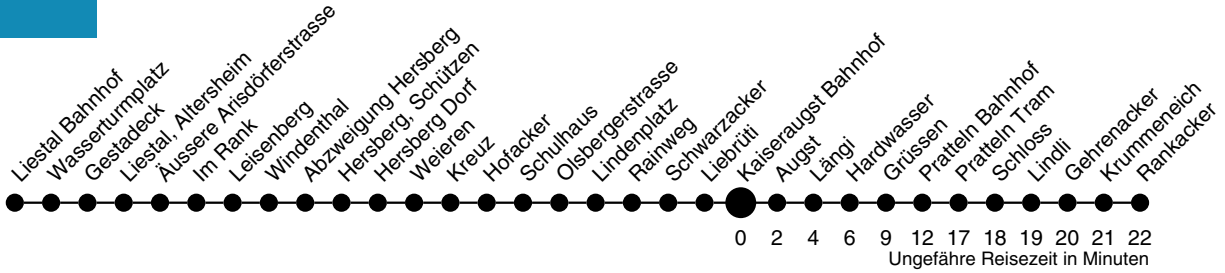 Liestal Bahnhof
Wasserturmplatz
Gestadeck
Liestal, Altersheim
Äussere Arisdörferstrasse
Im Rank
Leisenberg
Windenthal
Abzweigung Hersberg
Hersberg, Schützen
Hersberg Dorf
Weieren
Kreuz
Hofacker
Schulhaus
Olsbergerstrasse
Lindenplatz
Rainweg
Schwarzacker
Liebrüti
Kaiseraugst Bahnhof
Augst
Längi
Hardwasser
Grüssen
Pratteln Bahnhof
Pratteln Tram
Schloss
Lindli
Gehrenacker
Krummeneich
Rankacker
0 2 4 6 9 12 17 18 19 20 21 22
Ungefähre Reisezeit in Minuten